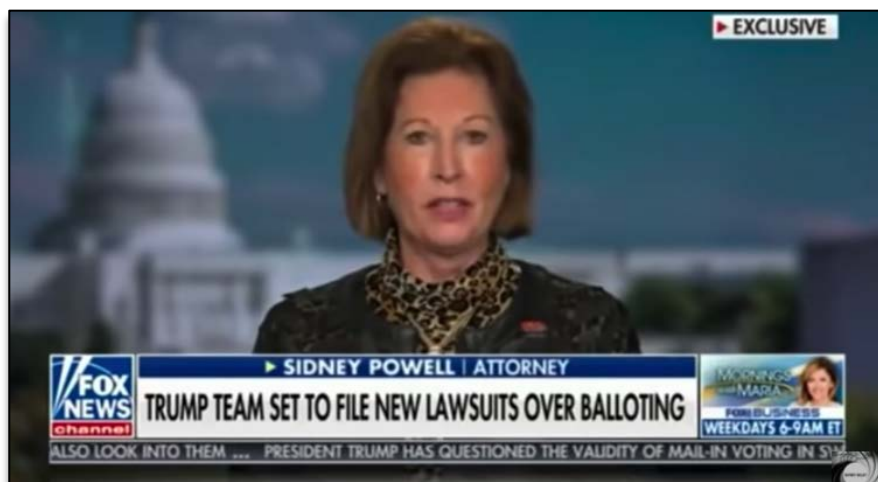 EXCLUSIVE
SIDNEY POWELL | ATTORNEY
FOX
NEWS
channel
TRUMP TEAM SET TO FILE NEW LAWSUITS OVER BALLOTING
MORNINGS
with MARIA
FOX BUSINESS
WEEKDAYS 6-9AM ET
ALSO LOOK INTO THEM ... PRESIDENT TRUMP HAS QUESTIONED THE VALIDITY OF MAIL-IN VOTING IN